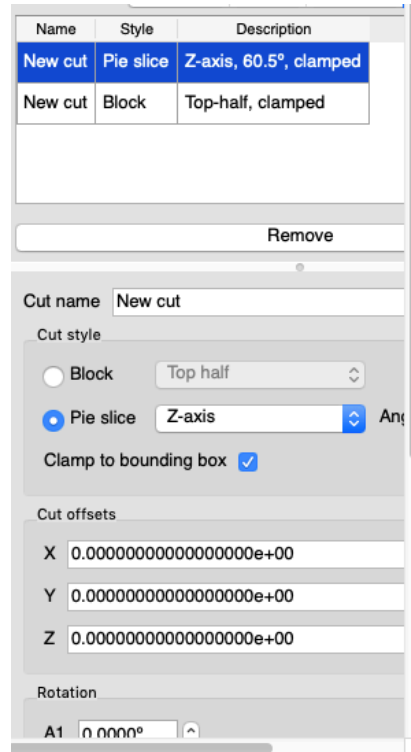 Name Style Description
New cut Pie slice Z-axis, 60.5°, clamped
New cut Block Top-half, clamped
Remove
Cut name New cut
Cut style
Block Top half
Pie slice Z-axis
Clamp to bounding box
Cut offsets
X 0.00000000000000000e+00
Y 0.00000000000000000e+00
Z 0.00000000000000000e+00
Rotation
A1 0.0000°